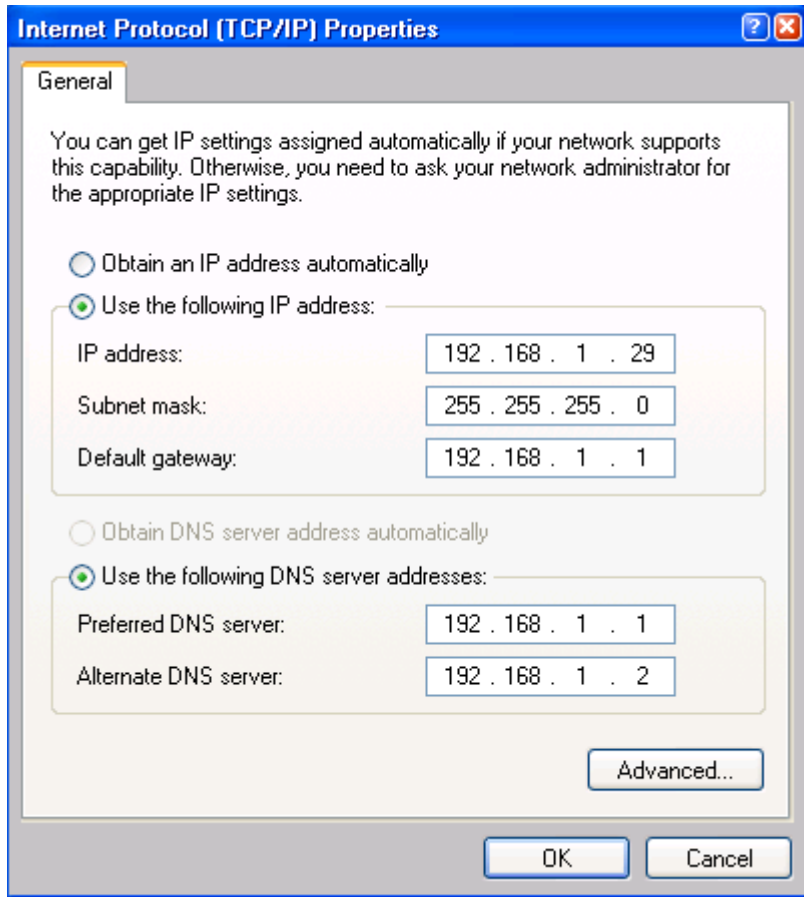 Internet Protocol (TCP/IP) Properties
General
You can get IP settings assigned automatically if your network supports
this capability. Otherwise, you need to ask your network administrator for
the appropriate IP settings.
Obtain an IP address automatically
Use the following IP address:
IP address: 192 . 168 . 1 . 29
Subnet mask: 255 . 255 . 255 . 0
Default gateway: 192 . 168 . 1 . 1
Obtain DNS server address automatically
Use the following DNS server addresses:
Preferred DNS server: 192 . 168 . 1 . 1
Alternate DNS server: 192 . 168 . 1 . 2
Advanced...
OK Cancel